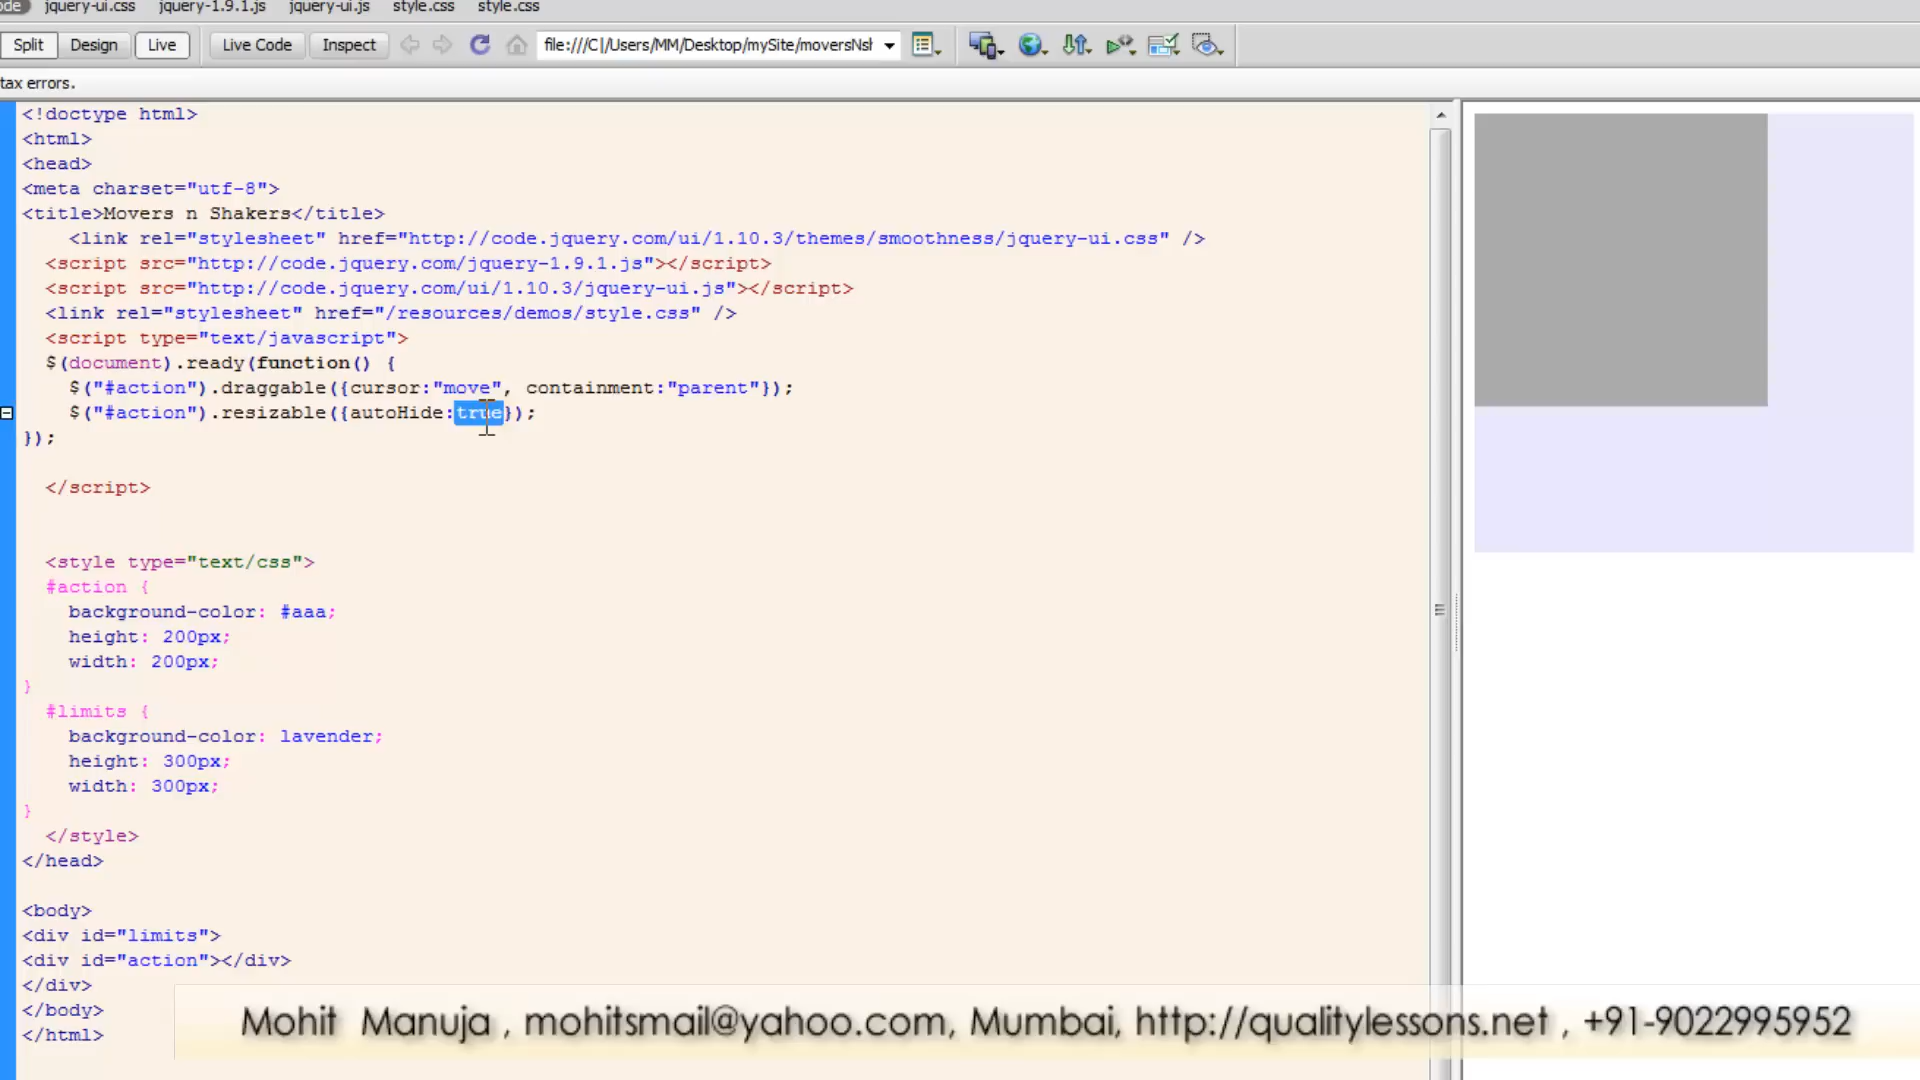 ode jquery-ui.css jquery-1.9.1.js jquery-ui.js style.css style.css
Split Design Live Live Code Inspect file:///C|/Users/MM/Desktop/mySite/moversNsh
tax errors.
<!doctype html>
<html>
<head>
<meta charset="utf-8">
<title>Movers n Shakers</title>
<link rel="stylesheet" href="http://code.jquery.com/ui/1.10.3/themes/smoothness/jquery-ui.css" />
<script src="http://code.jquery.com/jquery-1.9.1.js"></script>
<script src="http://code.jquery.com/ui/1.10.3/jquery-ui.js"></script>
<link rel="stylesheet" href="/resources/demos/style.css" />
<script type="text/javascript">
$(document).ready(function() {
$("#action").draggable({cursor:"move", containment:"parent"});
$("#action").resizable({autoHide:true});
});
</script>
<style type="text/css">
#action {
background-color: #aaa;
height: 200px;
width: 200px;
}
#limits {
background-color: lavender;
height: 300px;
width: 300px;
}
</style>
</head>
<body>
<div id="limits">
<div id="action"></div>
</div>
</body>
</html>
Mohit Manuja , mohitsmail@yahoo.com, Mumbai, http://qualitylessons.net , +91-9022995952